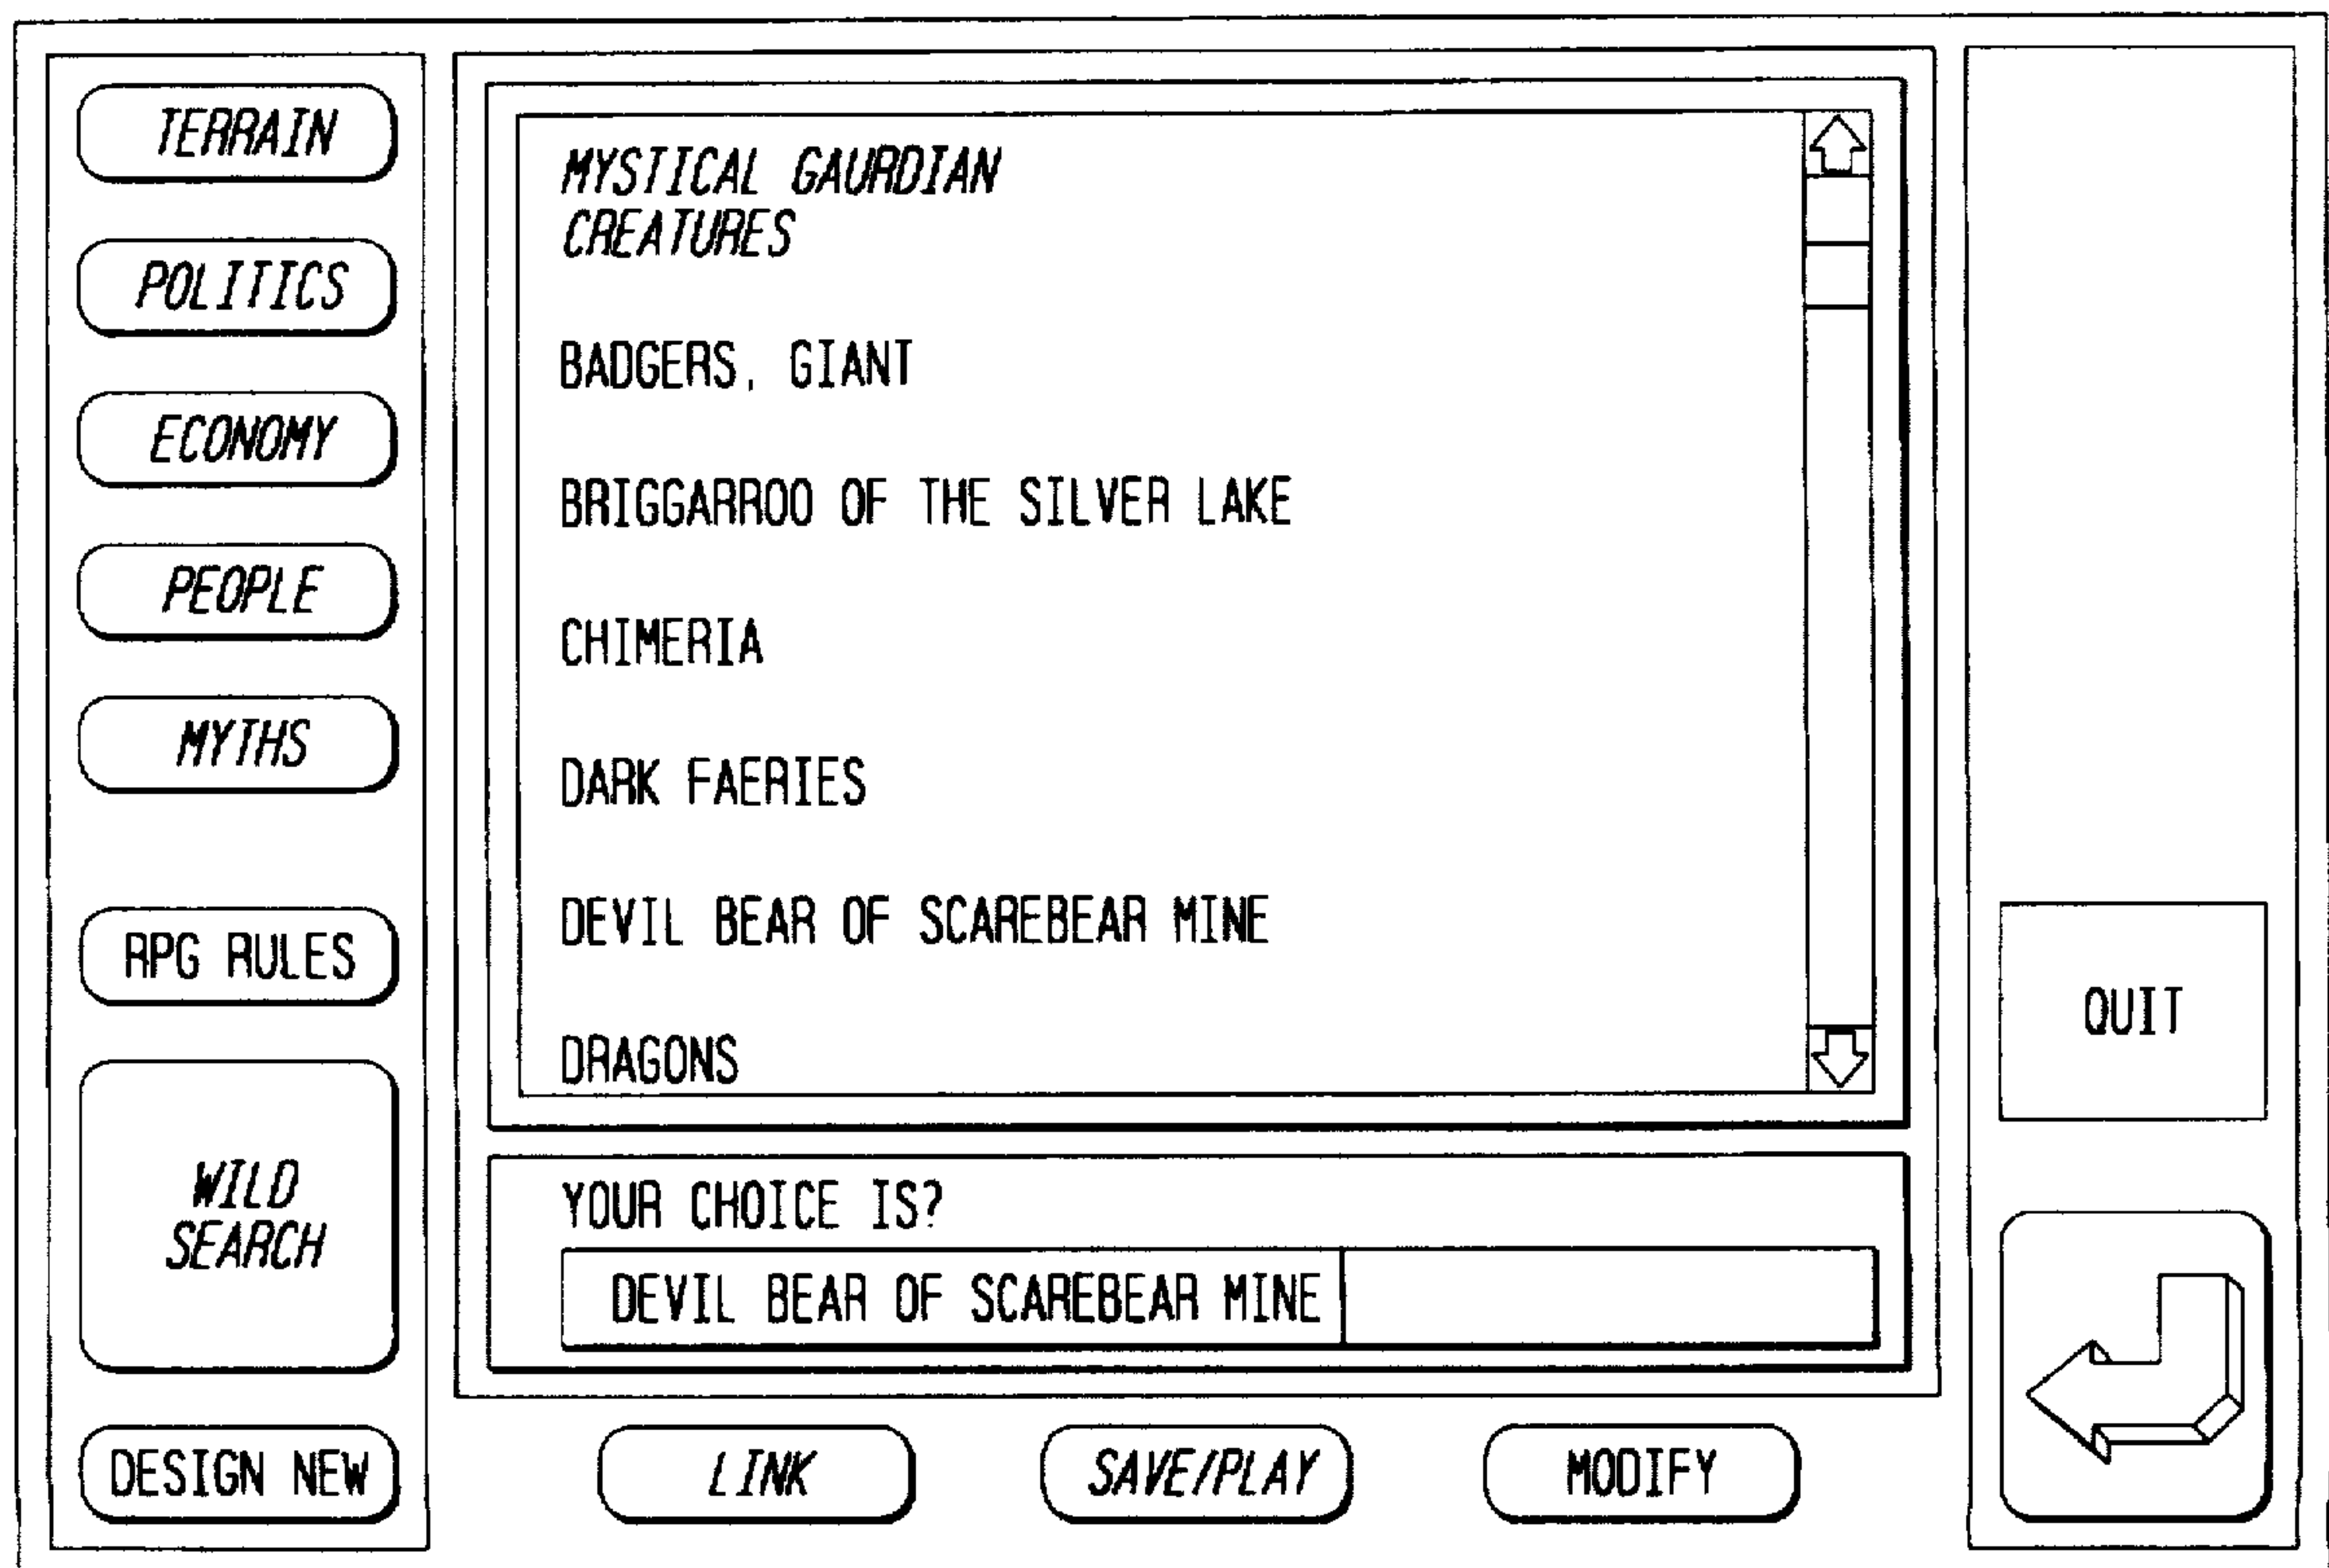 TERRAIN
POLITICS
ECONOMY
PEOPLE
MYTHS
RPG RULES
WILD
SEARCH
DESIGN NEW
MYSTICAL GAURDIAN
CREATURES
BADGERS, GIANT
BRIGGARROO OF THE SILVER LAKE
CHIMERIA
DARK FAERIES
DEVIL BEAR OF SCAREBEAR MINE
DRAGONS
YOUR CHOICE IS?
DEVIL BEAR OF SCAREBEAR MINE
LINK
SAVE/PLAY
MODIFY
QUIT